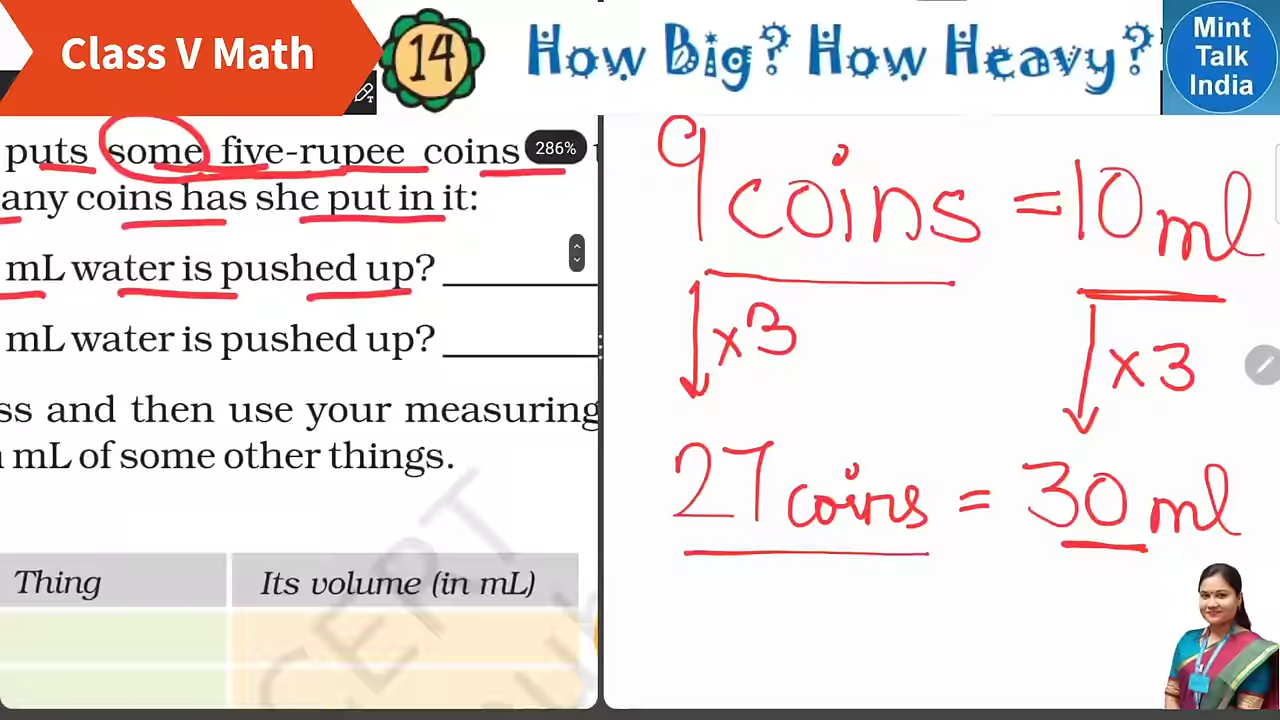 Class V Math
14
How Big? How Heavy?
Mint
Talk
India
puts some five-rupee coins
286%
any coins has she put in it:
mL water is pushed up?
mL water is pushed up?
ss and then use your measuring
mL of some other things.
Thing
Its volume (in mL)
9 coins = 10 ml
×3
×3
27 coins = 30 ml